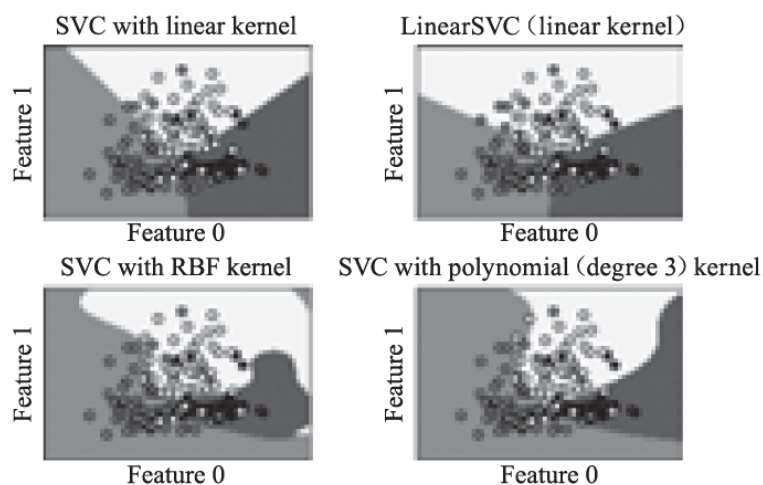 SVC with linear kernel
LinearSVC (linear kernel)
Feature 1
Feature 1
Feature 0
Feature 0
SVC with RBF kernel
SVC with polynomial (degree 3) kernel
Feature 1
Feature 1
Feature 0
Feature 0